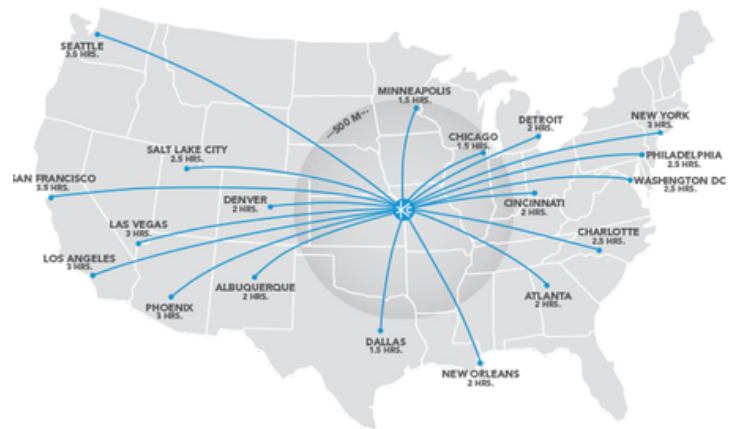 SEATTLE
3.5 HRS.
MINNEAPOLIS
1.5 HRS.
---500 M---
DETROIT
2 HRS.
NEW YORK
3 HRS.
CHICAGO
1.5 HRS.
SALT LAKE CITY
2.5 HRS.
PHILADELPHIA
2.5 HRS.
AN FRANCISCO
3.5 HRS.
WASHINGTON DC
2.5 HRS.
DENVER
2 HRS.
CINCINNATI
2 HRS.
LAS VEGAS
3 HRS.
CHARLOTTE
2.5 HRS.
LOS ANGELES
3 HRS.
ALBUQUERQUE
2 HRS.
ATLANTA
2 HRS.
PHOENIX
3 HRS.
DALLAS
1.5 HRS.
NEW ORLEANS
2 HRS.